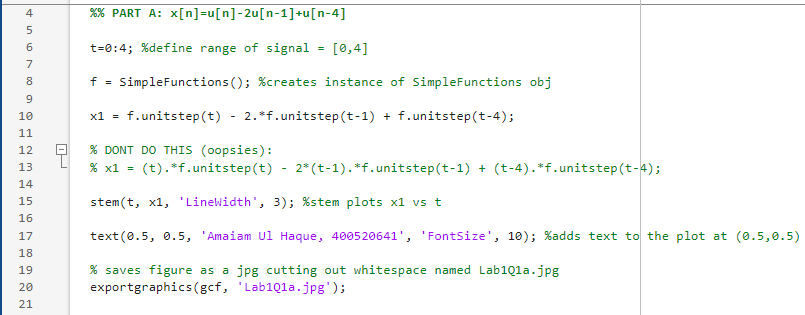 4 %% PART A: x[n]=u[n]-2u[n-1]+u[n-4]
5
6 t=0:4; %define range of signal = [0,4]
7
8 f = SimpleFunctions(); %creates instance of SimpleFunctions obj
9
10 x1 = f.unitstep(t) - 2.*f.unitstep(t-1) + f.unitstep(t-4);
11
12 % DONT DO THIS (oopsies):
13 % x1 = (t).*f.unitstep(t) - 2*(t-1).*f.unitstep(t-1) + (t-4).*f.unitstep(t-4);
14
15 stem(t, x1, 'LineWidth', 3); %stem plots x1 vs t
16
17 text(0.5, 0.5, 'Amaiam Ul Haque, 400520641', 'FontSize', 10); %adds text to the plot at (0.5,0.5)
18
19 % saves figure as a jpg cutting out whitespace named Lab1Q1a.jpg
20 exportgraphics(gcf, 'Lab1Q1a.jpg');
21